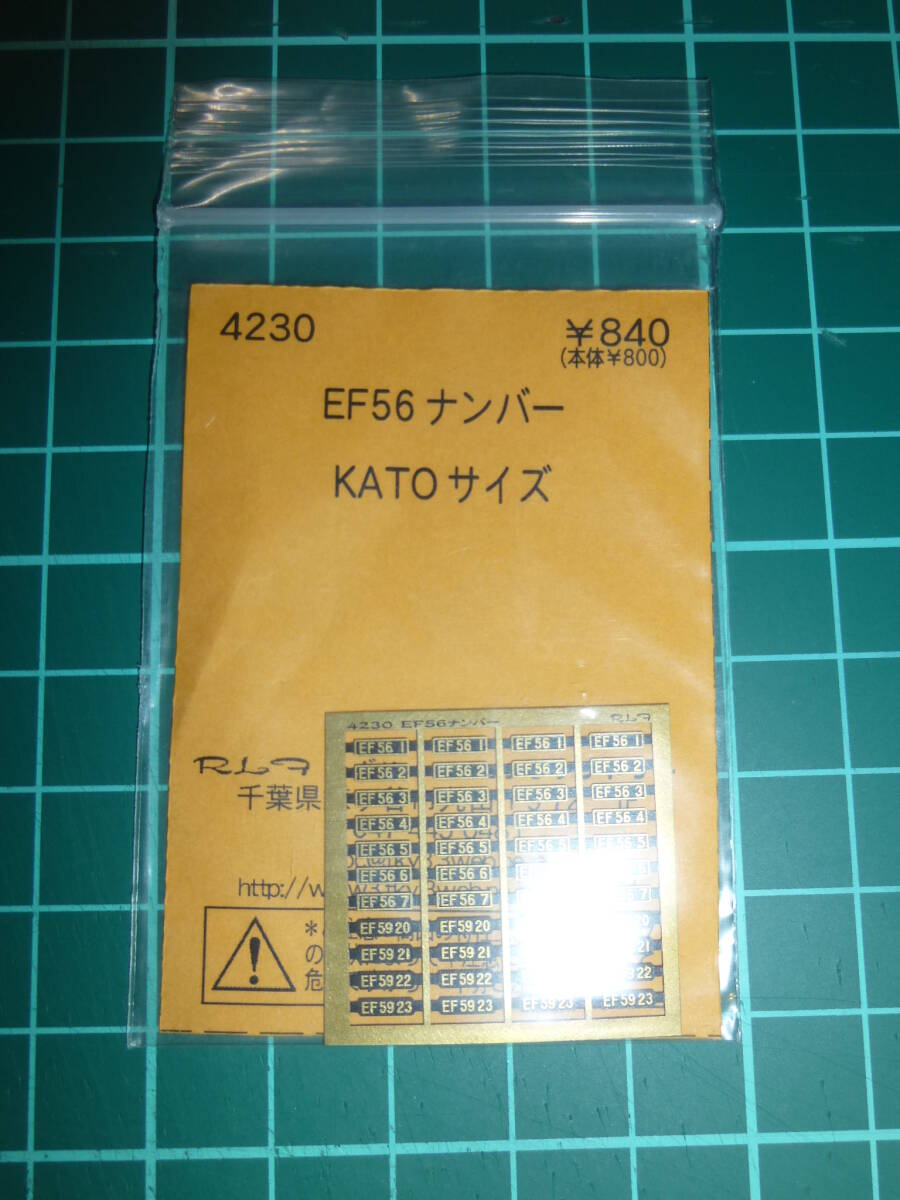 4230
¥840
(本体¥800)
EF56ナンバー
KATOサイズ
4230 EF56ナンバー RLF
EF56 1 EF56 1 EF56 1 EF56 1
EF56 2 EF56 2 EF56 2 EF56 2
EF56 3 EF56 3 EF56 3 EF56 3
EF56 4 EF56 4 EF56 4 EF56 4
EF56 5 EF56 5 EF56 5 EF56 5
EF56 6 EF56 6
EF56 7 EF56 7
EF59 20 EF59 20
EF59 21 EF59 21
EF59 22 EF59 22
EF59 23 EF59 23 EF59 23 EF59 23
RLF
千葉県
http://w